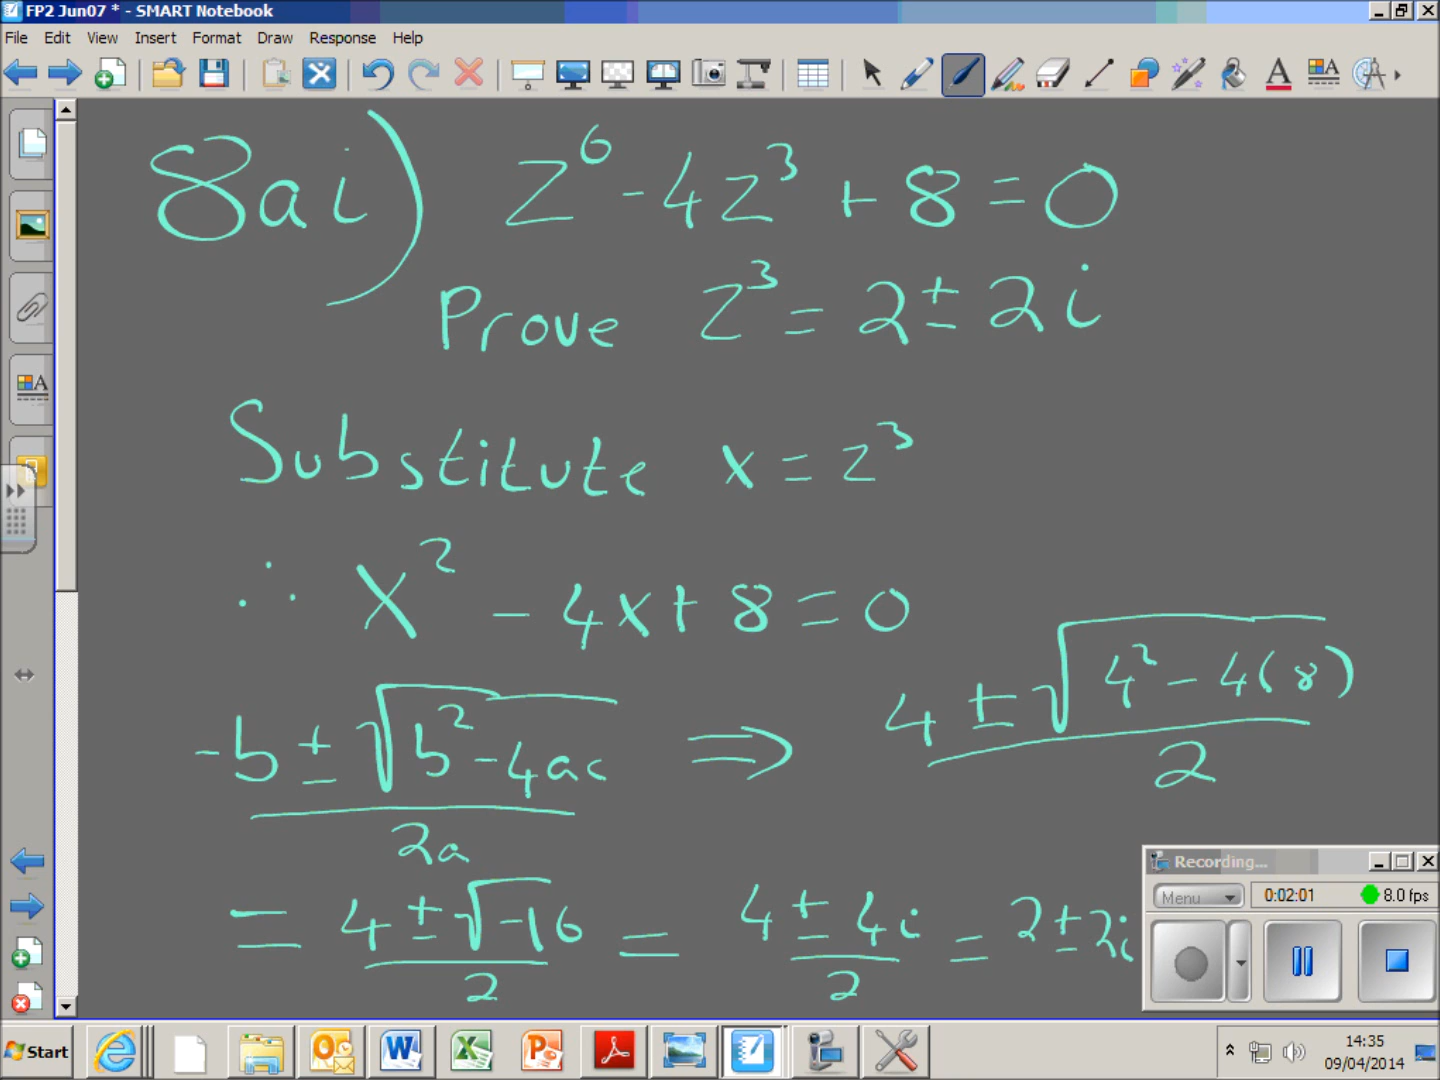 FP2 Jun07 * - SMART Notebook
File Edit View Insert Format Draw Response Help
8ai) z⁶ - 4z³ + 8 = 0
Prove z³ = 2 ± 2i
Substitute x = z³
∴ x² - 4x + 8 = 0
(-b ± √(b² - 4ac))/2a ⇒ (4 ± √(4² - 4(8)))/2
= (4 ± √-16)/2 = (4 ± 4i)/2 = 2 ± 2i
Recording...
Menu 0:02:01 8.0 fps
Start
14:35
09/04/2014